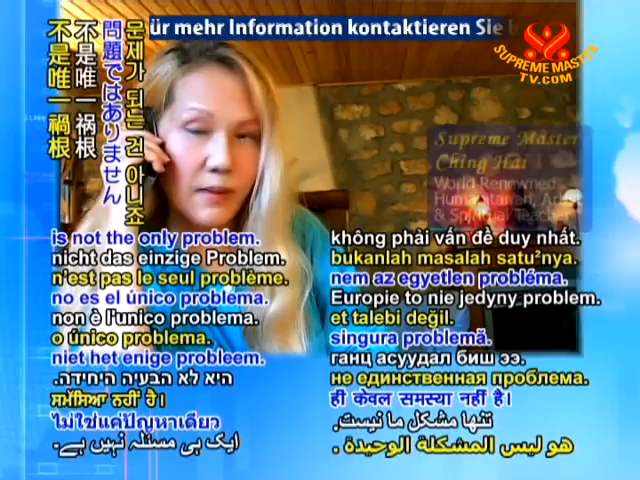 ür mehr Information kontaktieren Sie b
SUPREME MASTER
TV.COM
不是唯一禍根
不是唯一祸根
問題ではありません
문제가 되는 건 아니죠
Supreme Master
Ching Hai
World Renowned
Humanitarian, Artist
& Spiritual Teacher
is not the only problem.
nicht das einzige Problem.
n'est pas le seul problème.
no es el único problema.
non è l'unico problema.
o único problema.
niet het enige probleem.
היא לא הבעיה היחידה.
ਸਮੱਸਿਆ ਨਹੀਂ ਹੈ।
ไม่ใช่แค่ปัญหาเดียว
ایک ہی مسئلہ نہیں ہے۔
không phải vấn đề duy nhất.
bukanlah masalah satu²nya.
nem az egyetlen probléma.
Europie to nie jedyny problem.
et talebi değil.
singura problemă.
ганц асуудал биш ээ.
не единственная проблема.
ही केवल समस्या नहीं है।
تنها مشکل ما نیست.
هو ليس المشكلة الوحيدة .